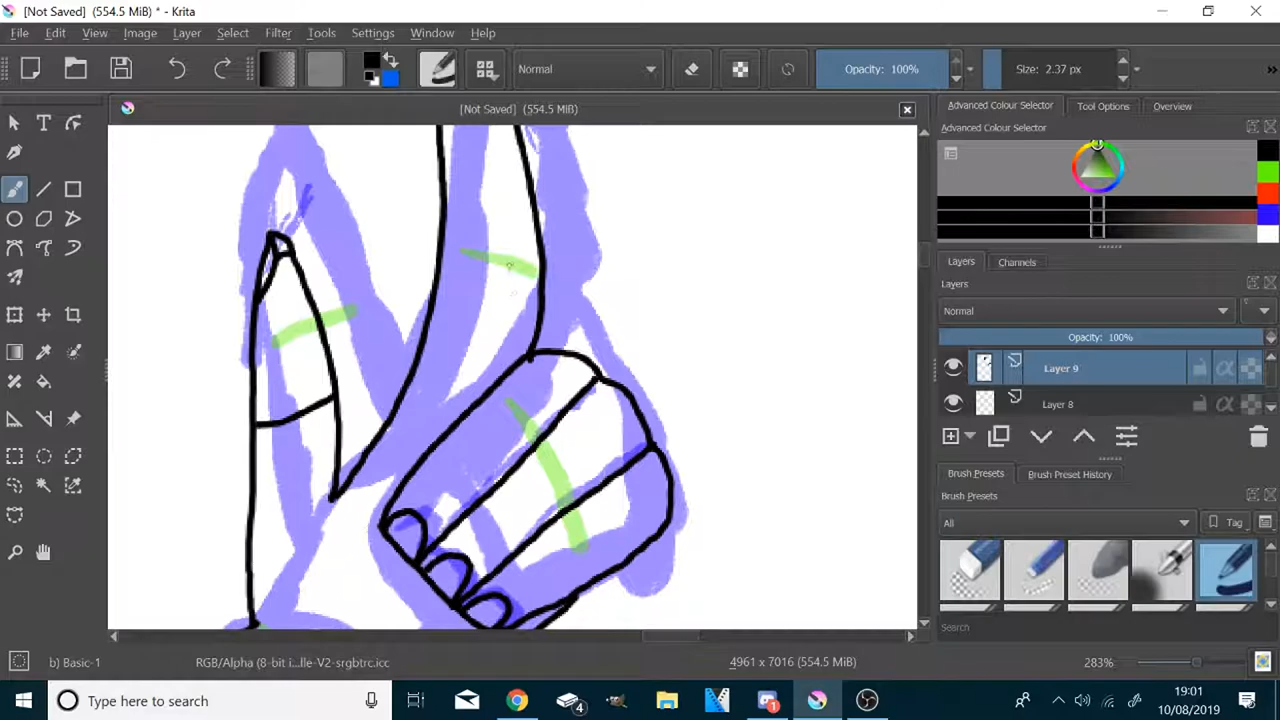 [Not Saved] (554.5 MiB) * - Krita
File Edit View Image Layer Select Filter Tools Settings Window Help
Normal
Opacity: 100%
Size: 2.37 px
[Not Saved] (554.5 MiB)
Advanced Colour Selector
Tool Options
Overview
Advanced Colour Selector
Layers
Channels
Layers
Normal
Opacity: 100%
Layer 9
Layer 8
Brush Presets
Brush Preset History
Brush Presets
All
Tag
Search
b) Basic-1
RGB/Alpha (8-bit i...lle-V2-srgbtrc.icc
4961 x 7016 (554.5 MiB)
283%
Type here to search
4
1
19:01
10/08/2019